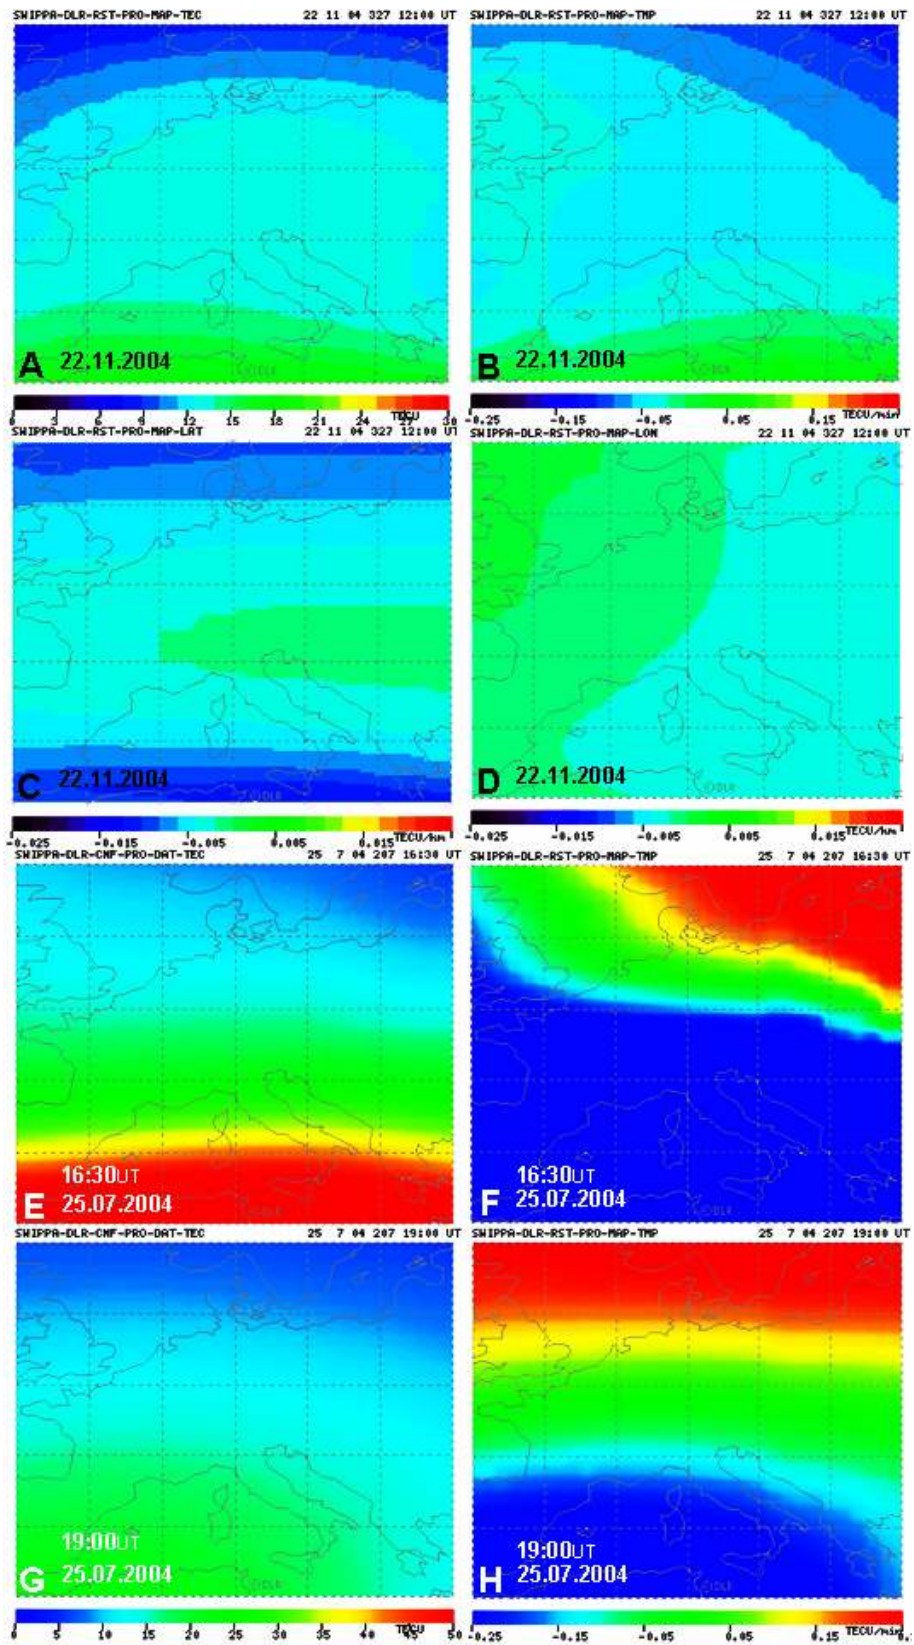 SWIPPA-DLR-RST-PRO-MAP-TEC 22 11 04 327 12:00 UT
SWIPPA-DLR-RST-PRO-MAP-TMP 22 11 04 327 12:00 UT
©DLR
A 22.11.2004
©DLR
B 22.11.2004
0 3 6 9 12 15 18 21 24 27 TECU 30
-0.25 -0.15 -0.05 0.05 0.15 TECU/min
SWIPPA-DLR-RST-PRO-MAP-LAT 22 11 04 327 12:00 UT
SWIPPA-DLR-RST-PRO-MAP-LON 22 11 04 327 12:00 UT
©DLR
C 22.11.2004
©DLR
D 22.11.2004
-0.025 -0.015 -0.005 0.005 0.015 TECU/km
-0.025 -0.015 -0.005 0.005 0.015 TECU/km
SWIPPA-DLR-CNF-PRO-DAT-TEC 25 7 04 207 16:30 UT
SWIPPA-DLR-RST-PRO-MAP-TMP 25 7 04 207 16:30 UT
16:30UT
©DLR
E 25.07.2004
16:30UT
©DLR
F 25.07.2004
SWIPPA-DLR-CNF-PRO-DAT-TEC 25 7 04 207 19:00 UT
SWIPPA-DLR-RST-PRO-MAP-TMP 25 7 04 207 19:00 UT
19:00UT
©DLR
G 25.07.2004
19:00UT
©DLR
H 25.07.2004
0 5 10 15 20 25 30 35 40 45 TECU 50
-0.25 -0.15 -0.05 0.05 0.15 TECU/min